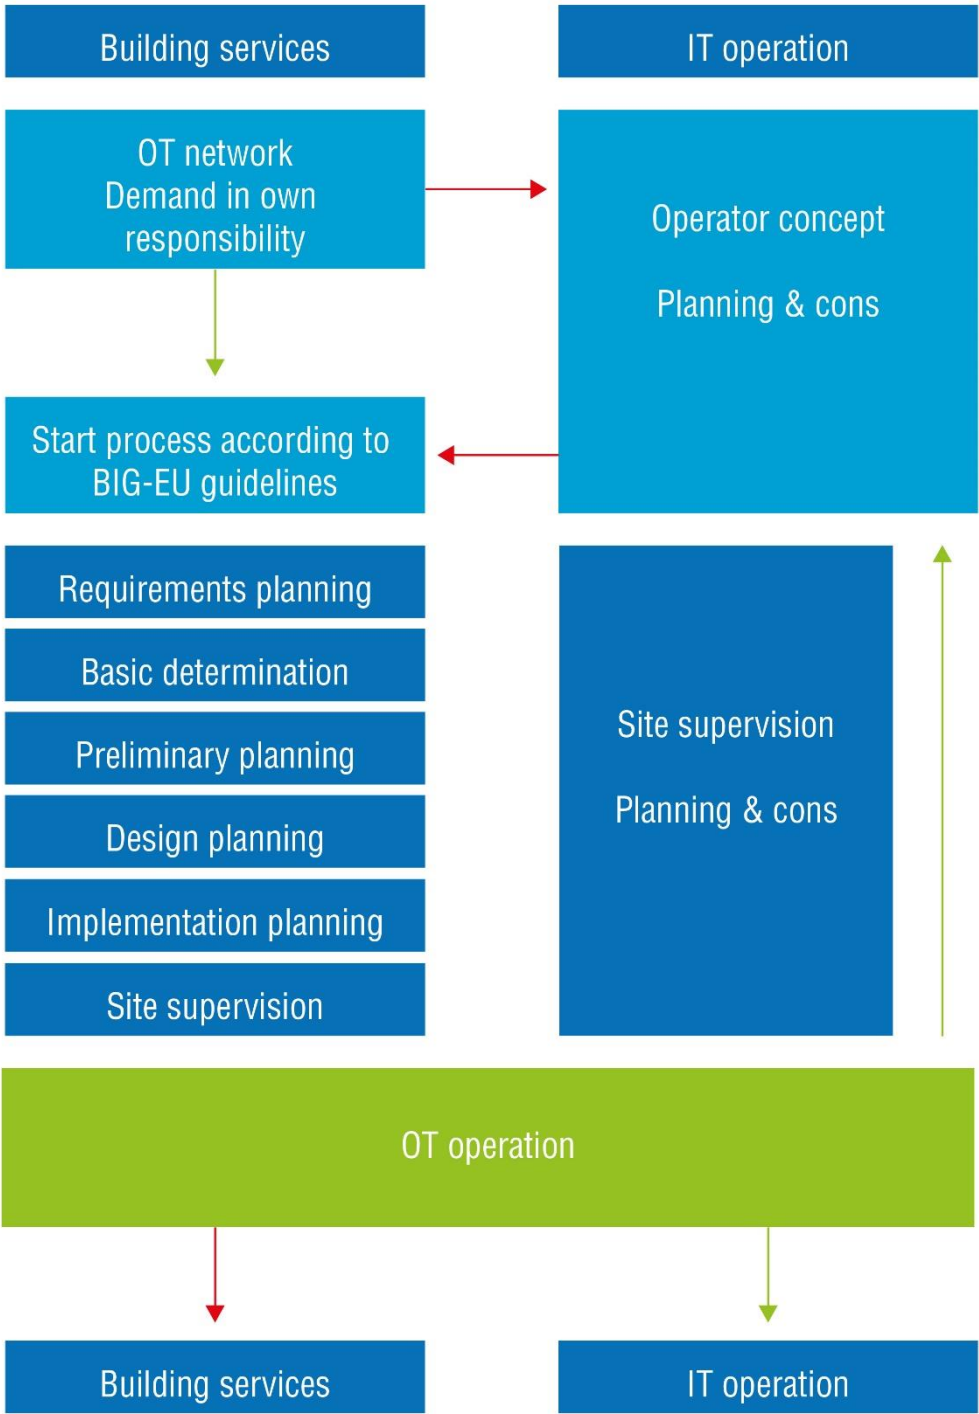 Building services
IT operation
OT network
Demand in own
responsibility
Operator concept
Planning & cons
Start process according to
BIG-EU guidelines
Requirements planning
Basic determination
Preliminary planning
Design planning
Implementation planning
Site supervision
Site supervision
Planning & cons
OT operation
Building services
IT operation